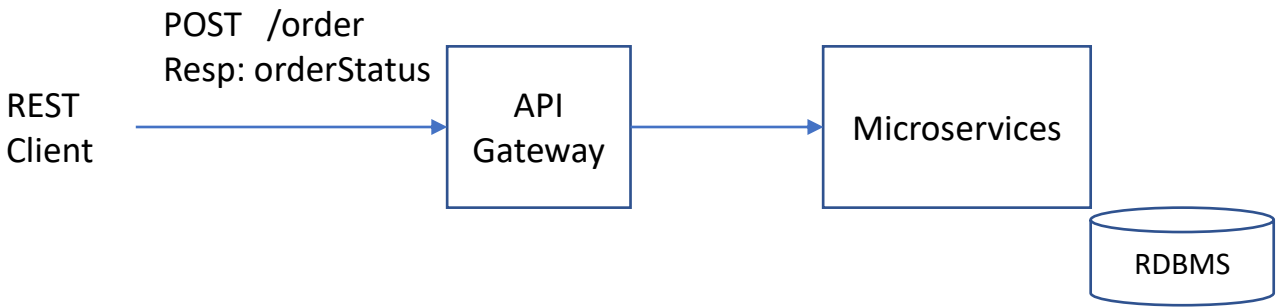 POST /order
Resp: orderStatus
REST
Client
API
Gateway
Microservices
RDBMS